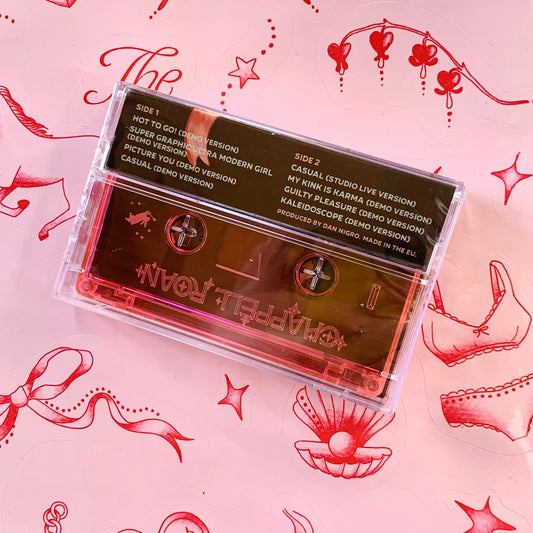 The
SIDE 1
HOT TO GO! (DEMO VERSION)
SUPER GRAPHIC ULTRA MODERN GIRL
(DEMO VERSION)
PICTURE YOU (DEMO VERSION)
CASUAL (DEMO VERSION)
SIDE 2
CASUAL (STUDIO LIVE VERSION)
MY KINK IS KARMA (DEMO VERSION)
GUILTY PLEASURE (DEMO VERSION)
KALEIDOSCOPE (DEMO VERSION)
PRODUCED BY DAN NIGRO. MADE IN THE EU.
CHAPPELL ROAN